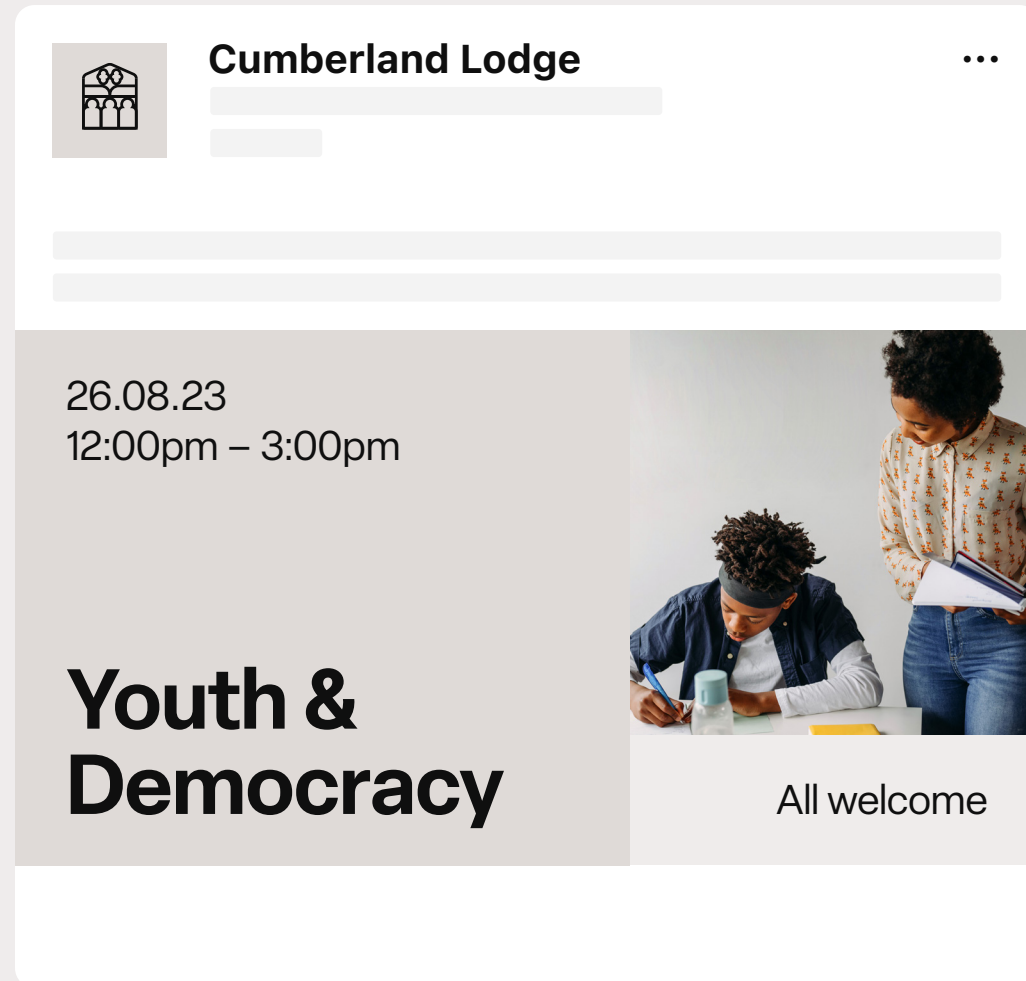 Cumberland Lodge
26.08.23
12:00pm – 3:00pm
Youth &
Democracy
All welcome